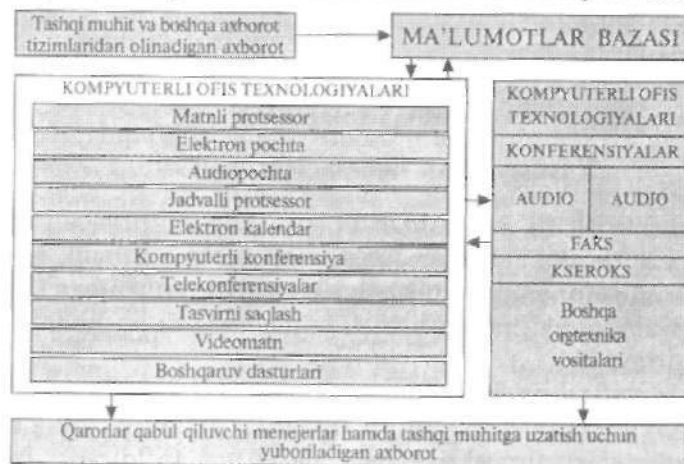 Tashqi muhit va boshqa axborot
tizimlaridan olinadigan axborot
MA'LUMOTLAR BAZASI
KOMPYUTERLI OFIS TEXNOLOGIYALARI
Matnli protsessor
Elektron pochta
Audiopochta
Jadvalli protsessor
Elektron kalendar
Kompyuterli konferensiya
Telekonferensiyalar
Tasvirni saqlash
Videomatn
Boshqaruv dasturlari
KOMPYUTERLI OFIS
TEXNOLOGIYALARI
KONFERENSIYALAR
AUDIO AUDIO
FAKS
KSEROKS
Boshqa
orgtexnika
vositalari
Qarorlar qabul qiluvchi menejerlar hamda tashqi muhitga uzatish uchun
yuboriladigan axborot